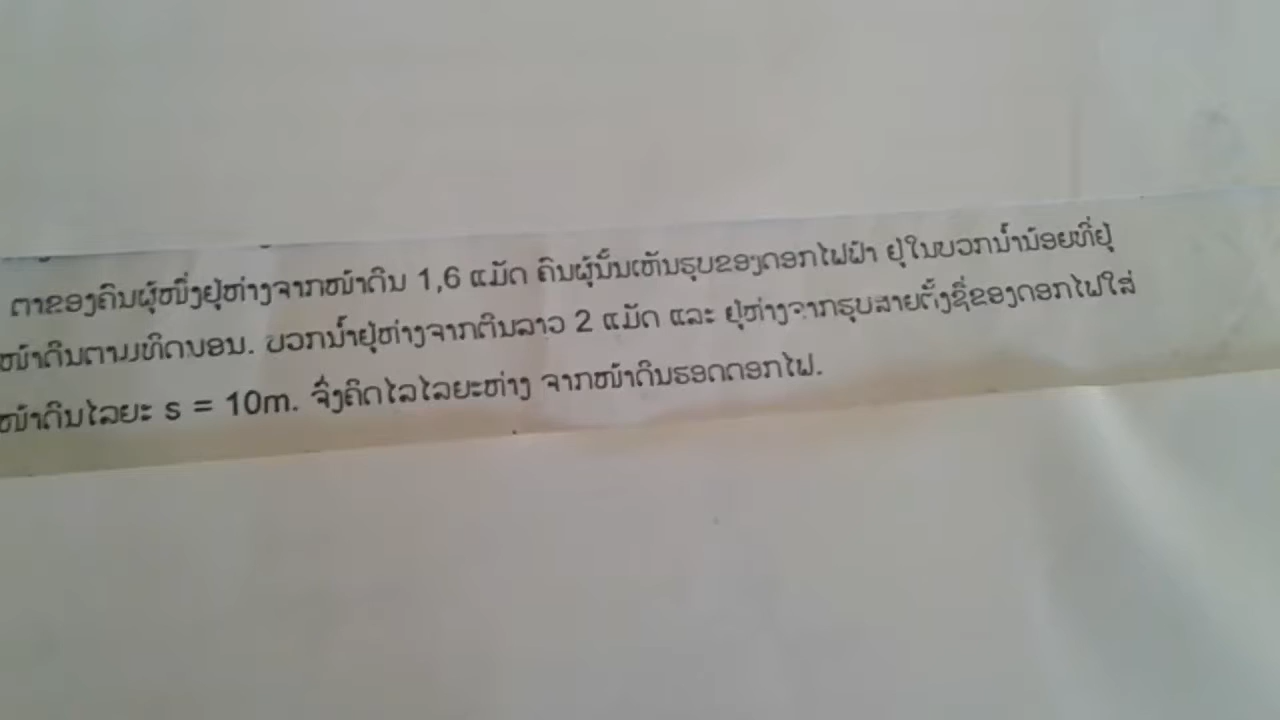 ຕາຂອງຄົນຜູ້ໜຶ່ງຢູ່ຫ່າງຈາກໜ້າດິນ 1,6 ແມັດ ຄົນຜູ້ນັ້ນເຫັນຮູບຂອງດອກໄຟຟ້າ ຢູ່ໃນບວກນ້ຳນ້ອຍທີ່ຢູ່
ໜ້າດິນຕາມທິດນອນ. ບວກນ້ຳຢູ່ຫ່າງຈາກຕີນລາວ 2 ແມັດ ແລະ ຢູ່ຫ່າງຈາກຮູບສາຍຕັ້ງຊື່ຂອງດອກໄຟໃສ່
ໜ້າດິນໄລຍະ s = 10m. ຈົ່ງຄິດໄລ່ໄລຍະຫ່າງ ຈາກໜ້າດິນຮອດດອກໄຟ.